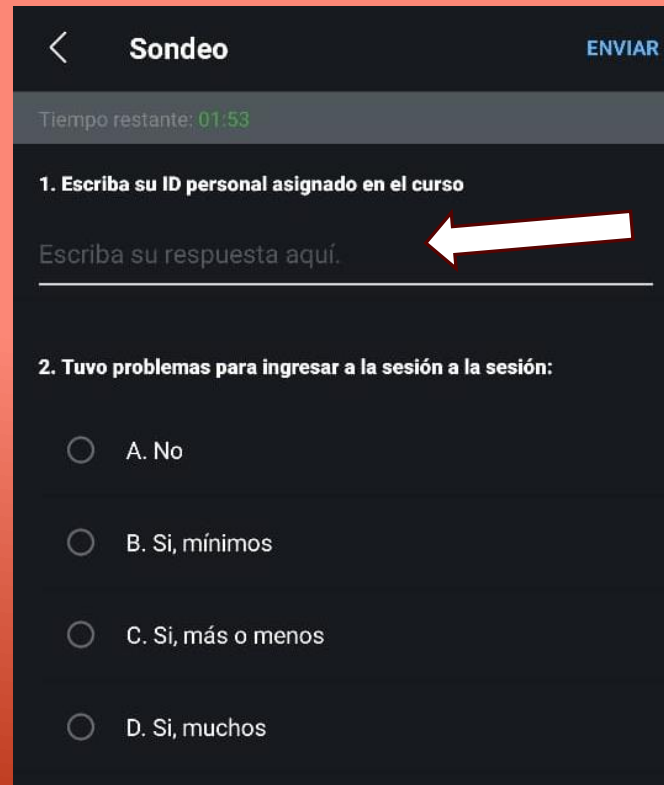 Sondeo
ENVIAR
Tiempo restante: 01:53
1. Escriba su ID personal asignado en el curso
Escriba su respuesta aquí.
2. Tuvo problemas para ingresar a la sesión a la sesión:
A. No
B. Si, mínimos
C. Si, más o menos
D. Si, muchos